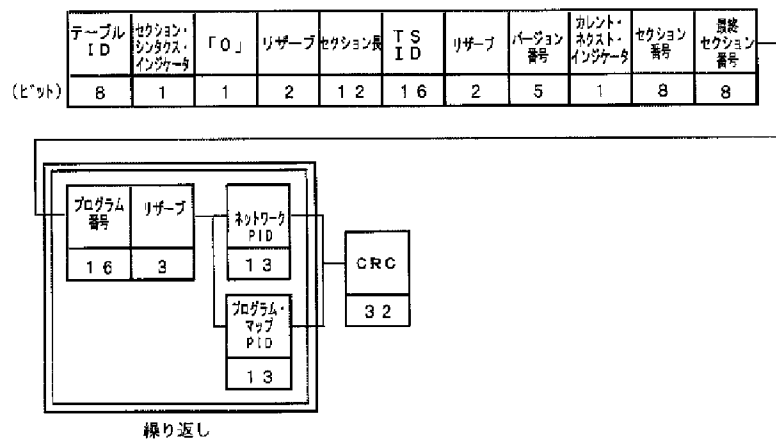 テーブル
ID
セクション・
シンタクス・
インジケータ
「0」
リザーブ
セクション長
TS
ID
リザーブ
バージョン
番号
カレント・
ネクスト・
インジケータ
セクション
番号
最終
セクション
番号
(ビット) 8 1 1 2 12 16 2 5 1 8 8
プログラム
番号
リザーブ
16 3
ネットワーク
PID
13
プログラム・
マップ
PID
13
CRC
32
繰り返し